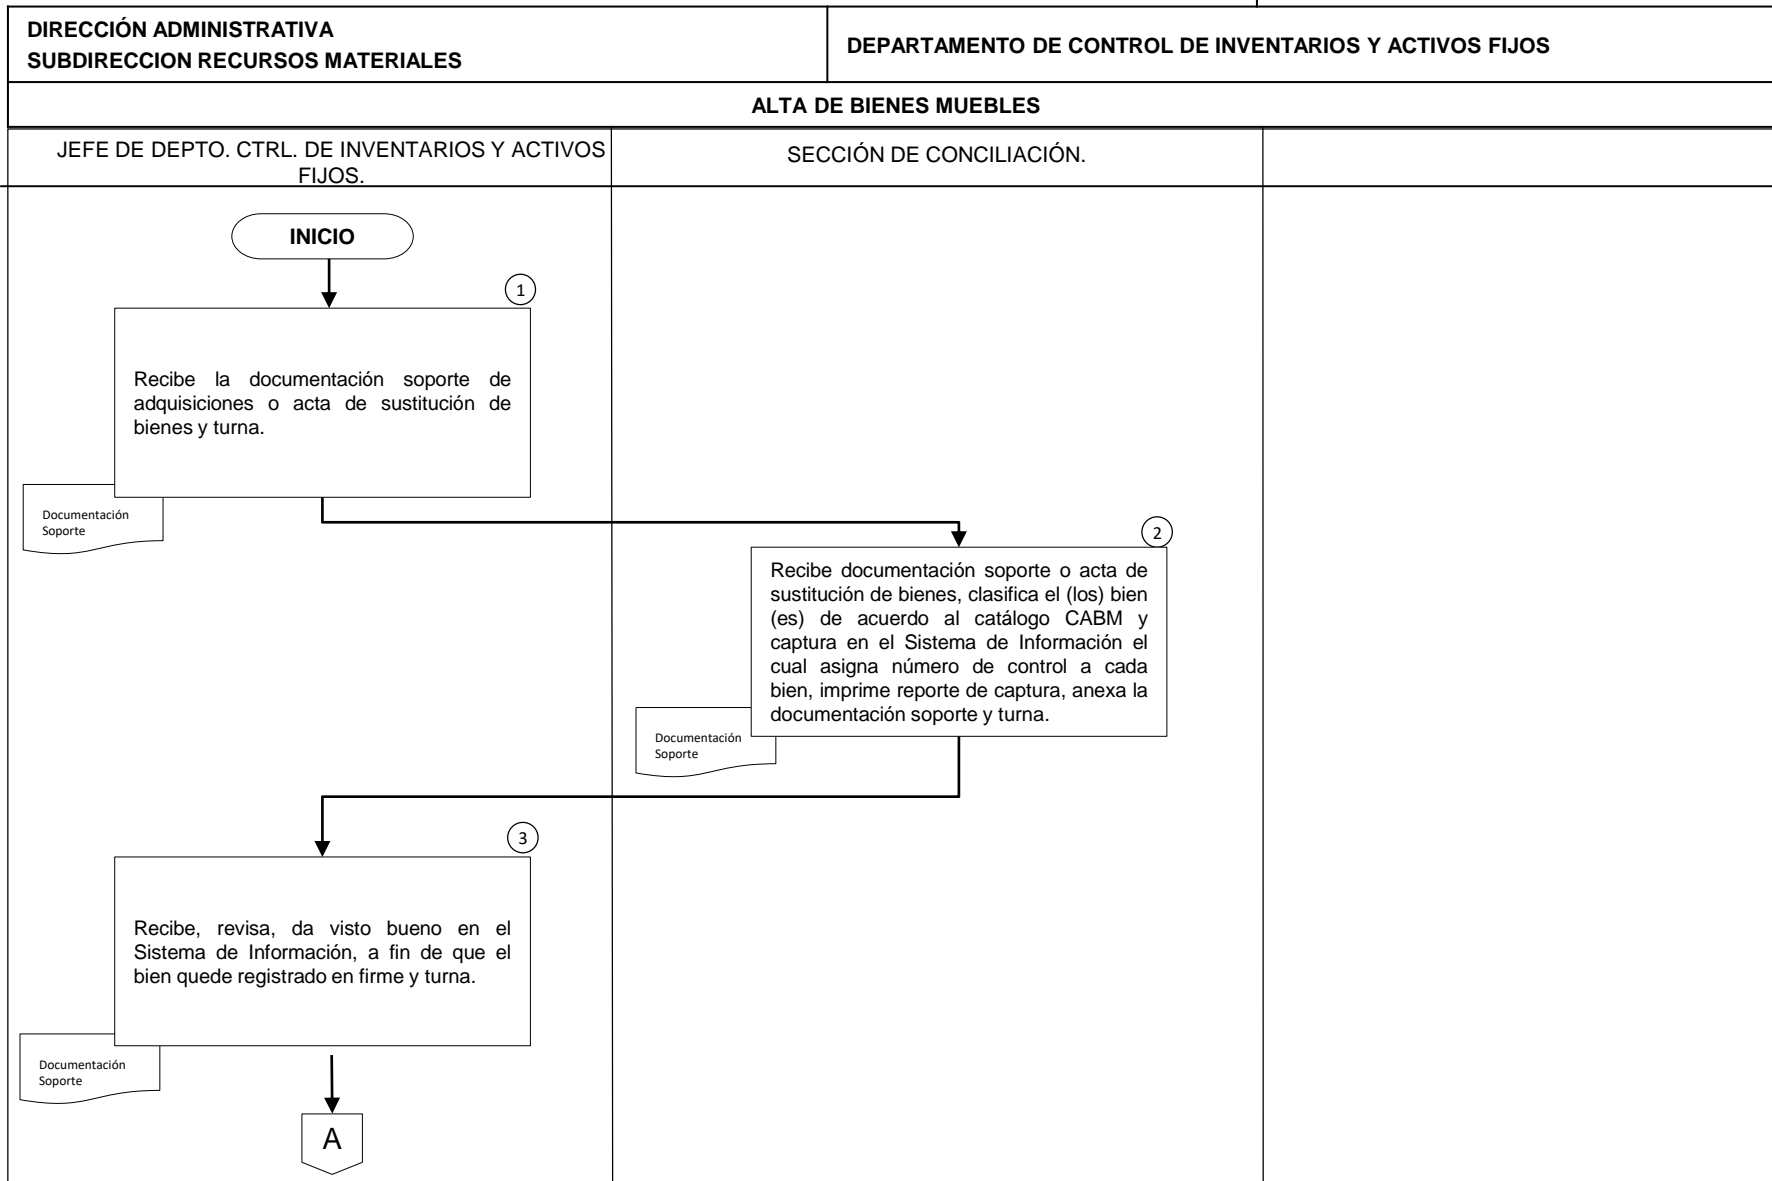 DIRECCIÓN ADMINISTRATIVA
SUBDIRECCION RECURSOS MATERIALES
DEPARTAMENTO DE CONTROL DE INVENTARIOS Y ACTIVOS FIJOS
ALTA DE BIENES MUEBLES
JEFE DE DEPTO. CTRL. DE INVENTARIOS Y ACTIVOS
FIJOS.
SECCIÓN DE CONCILIACIÓN.
INICIO
1
Recibe la documentación soporte de
adquisiciones o acta de sustitución de
bienes y turna.
Documentación
Soporte
2
Recibe documentación soporte o acta de
sustitución de bienes, clasifica el (los) bien
(es) de acuerdo al catálogo CABM y
captura en el Sistema de Información el
cual asigna número de control a cada
bien, imprime reporte de captura, anexa la
documentación soporte y turna.
Documentación
Soporte
3
Recibe, revisa, da visto bueno en el
Sistema de Información, a fin de que el
bien quede registrado en firme y turna.
Documentación
Soporte
A